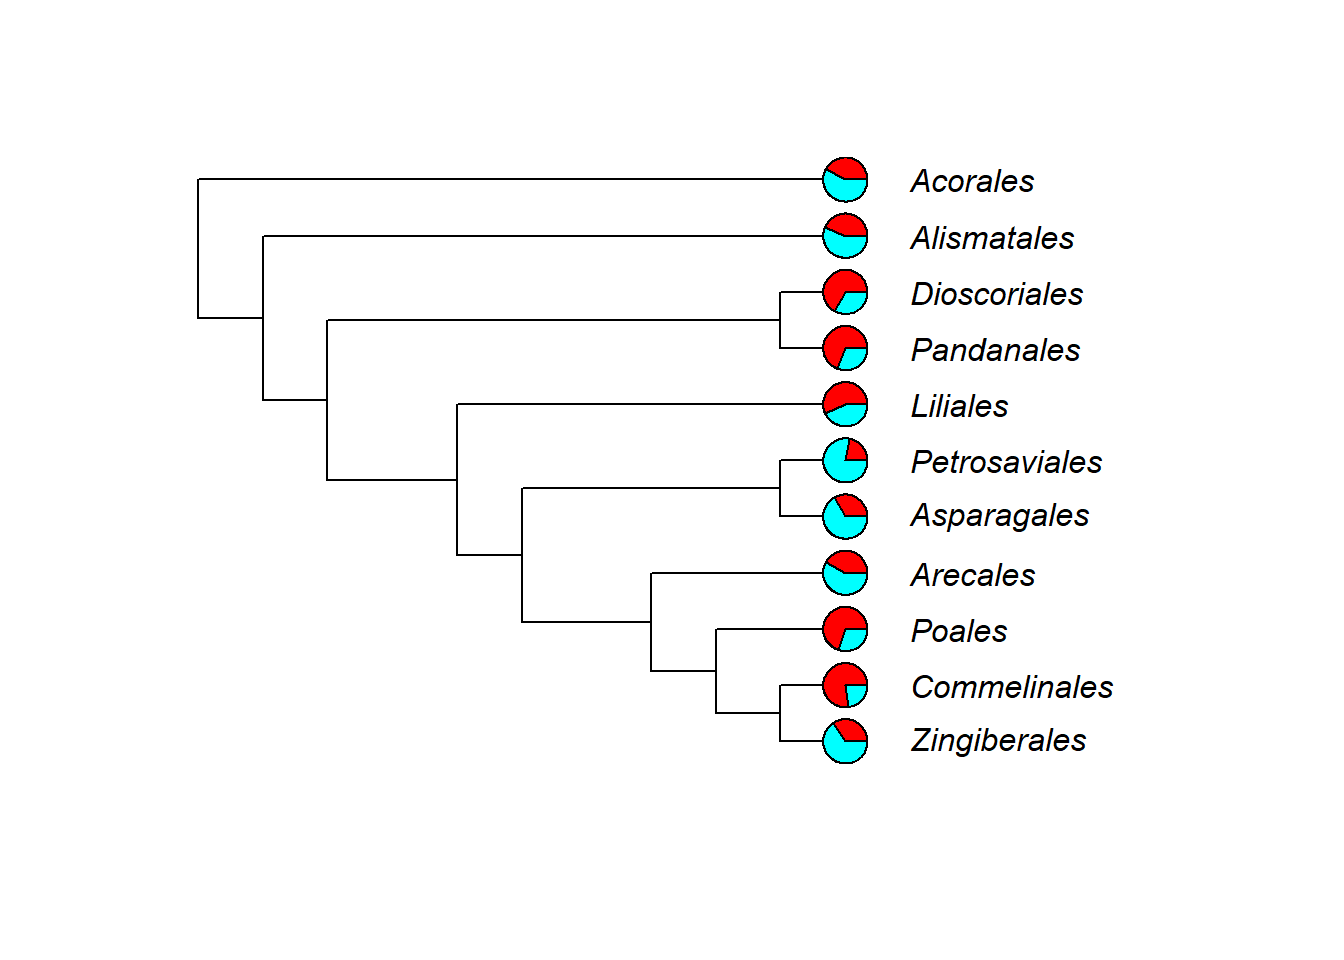 Acorales
Alismatales
Dioscoriales
Pandanales
Liliales
Petrosaviales
Asparagales
Arecales
Poales
Commelinales
Zingiberales